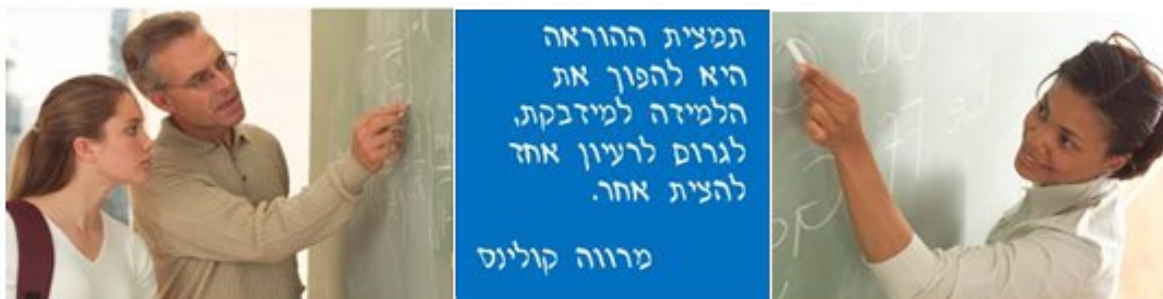 תמצית ההוראה
היא להפוך את
הלמידה למידבקת,
לגרום לרעיון אחד
להצית אחר.
מרווה קולינס